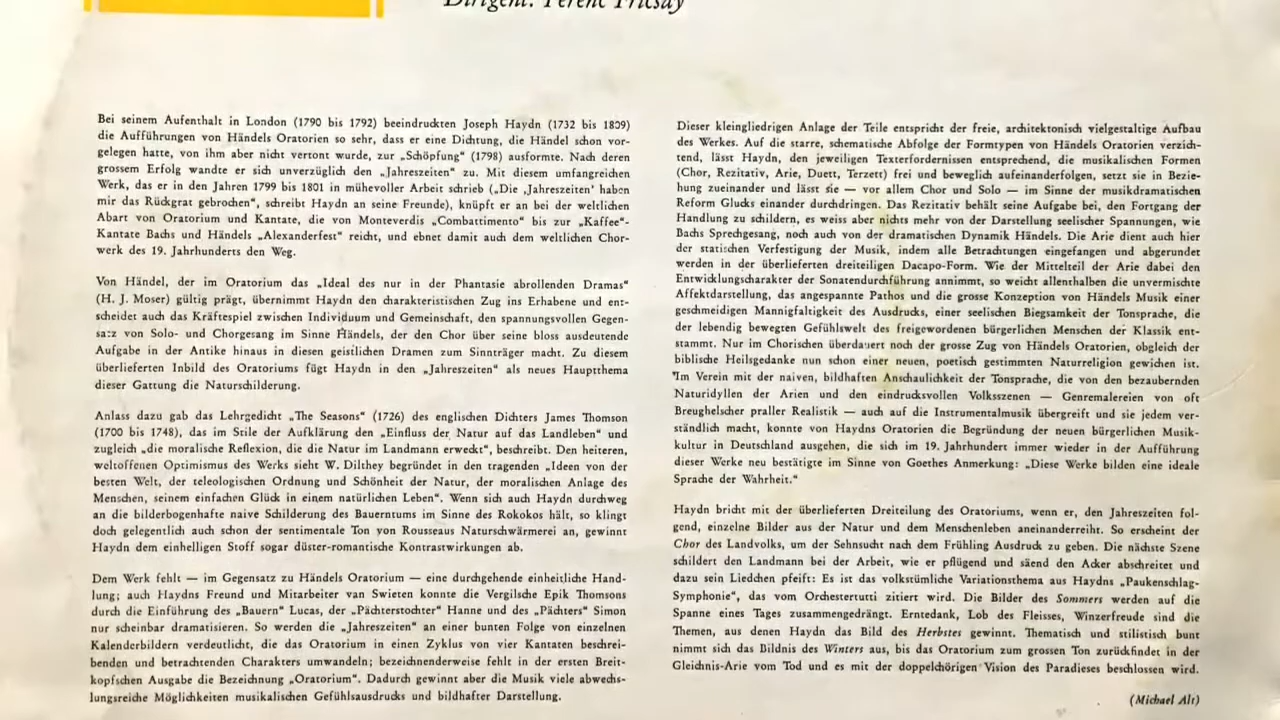 Dirigent: Ferenc Fricsay
Bei seinem Aufenthalt in London (1790 bis 1792) beeindruckten Joseph Haydn (1732 bis 1809)
die Aufführungen von Händels Oratorien so sehr, dass er eine Dichtung, die Händel schon vor-
gelegen hatte, von ihm aber nicht vertont wurde, zur „Schöpfung“ (1798) ausformte. Nach deren
grossem Erfolg wandte er sich unverzüglich den „Jahreszeiten“ zu. Mit diesem umfangreichen
Werk, das er in den Jahren 1799 bis 1801 in mühevoller Arbeit schrieb („Die ‚Jahreszeiten‘ haben
mir das Rückgrat gebrochen“, schreibt Haydn an seine Freunde), knüpft er an bei der weltlichen
Abart von Oratorium und Kantate, die von Monteverdis „Combattimento“ bis zur „Kaffee“-
Kantate Bachs und Händels „Alexanderfest“ reicht, und ebnet damit auch dem weltlichen Chor-
werk des 19. Jahrhunderts den Weg.
Von Händel, der im Oratorium das „Ideal des nur in der Phantasie abrollenden Dramas“
(H. J. Moser) gültig prägt, übernimmt Haydn den charakteristischen Zug ins Erhabene und ent-
scheidet auch das Kräftespiel zwischen Individuum und Gemeinschaft, den spannungsvollen Gegen-
satz von Solo- und Chorgesang im Sinne Händels, der den Chor über seine bloss ausdeutende
Aufgabe in der Antike hinaus in diesen geistlichen Dramen zum Sinnträger macht. Zu diesem
überlieferten Inbild des Oratoriums fügt Haydn in den „Jahreszeiten“ als neues Hauptthema
dieser Gattung die Naturschilderung.
Anlass dazu gab das Lehrgedicht „The Seasons“ (1726) des englischen Dichters James Thomson
(1700 bis 1748), das im Stile der Aufklärung den „Einfluss der Natur auf das Landleben“ und
zugleich „die moralische Reflexion, die die Natur im Landmann erweckt“, beschreibt. Den heiteren,
weltoffenen Optimismus des Werks sieht W. Dilthey begründet in den tragenden „Ideen von der
besten Welt, der teleologischen Ordnung und Schönheit der Natur, der moralischen Anlage des
Menschen, seinem einfachen Glück in einem natürlichen Leben“. Wenn sich auch Haydn durchweg
an die bilderbogenhafte naive Schilderung des Bauerntums im Sinne des Rokokos hält, so klingt
doch gelegentlich auch schon der sentimentale Ton von Rousseaus Naturschwärmerei an, gewinnt
Haydn dem einhelligen Stoff sogar düster-romantische Kontrastwirkungen ab.
Dem Werk fehlt — im Gegensatz zu Händels Oratorium — eine durchgehende einheitliche Hand-
lung; auch Haydns Freund und Mitarbeiter van Swieten konnte die Vergilsche Epik Thomsons
durch die Einführung des „Bauern“ Lucas, der „Pächterstochter“ Hanne und des „Pächters“ Simon
nur scheinbar dramatisieren. So werden die „Jahreszeiten“ an einer bunten Folge von einzelnen
Kalenderbildern verdeutlicht, die das Oratorium in einen Zyklus von vier Kantaten beschrei-
benden und betrachtenden Charakters umwandeln; bezeichnenderweise fehlt in der ersten Breit-
kopfschen Ausgabe die Bezeichnung „Oratorium“. Dadurch gewinnt aber die Musik viele abwechs-
lungsreiche Möglichkeiten musikalischen Gefühlsausdrucks und bildhafter Darstellung.
Dieser kleingliedrigen Anlage der Teile entspricht der freie, architektonisch vielgestaltige Aufbau
des Werkes. Auf die starre, schematische Abfolge der Formtypen von Händels Oratorien verzich-
tend, lässt Haydn, den jeweiligen Texterfordernissen entsprechend, die musikalischen Formen
(Chor, Rezitativ, Arie, Duett, Terzett) frei und beweglich aufeinanderfolgen, setzt sie in Bezie-
hung zueinander und lässt sie — vor allem Chor und Solo — im Sinne der musikdramatischen
Reform Glucks einander durchdringen. Das Rezitativ behält seine Aufgabe bei, den Fortgang der
Handlung zu schildern, es weiss aber nichts mehr von der Darstellung seelischer Spannungen, wie
Bachs Sprechgesang, noch auch von der dramatischen Dynamik Händels. Die Arie dient auch hier
der statischen Verfestigung der Musik, indem alle Betrachtungen eingefangen und abgerundet
werden in der überlieferten dreiteiligen Dacapo-Form. Wie der Mittelteil der Arie dabei den
Entwicklungscharakter der Sonatendurchführung annimmt, so weicht allenthalben die unvermischte
Affektdarstellung, das angespannte Pathos und die grosse Konzeption von Händels Musik einer
geschmeidigen Mannigfaltigkeit des Ausdrucks, einer seelischen Biegsamkeit der Tonsprache, die
der lebendig bewegten Gefühlswelt des freigewordenen bürgerlichen Menschen der Klassik ent-
stammt. Nur im Chorischen überdauert noch der grosse Zug von Händels Oratorien, obgleich der
biblische Heilsgedanke nun schon einer neuen, poetisch gestimmten Naturreligion gewichen ist.
Im Verein mit der naiven, bildhaften Anschaulichkeit der Tonsprache, die von den bezaubernden
Naturidyllen der Arien und den eindrucksvollen Volksszenen — Genremalereien von oft
Breughelscher praller Realistik — auch auf die Instrumentalmusik übergreift und sie jedem ver-
ständlich macht, konnte von Haydns Oratorien die Begründung der neuen bürgerlichen Musik-
kultur in Deutschland ausgehen, die sich im 19. Jahrhundert immer wieder in der Aufführung
dieser Werke neu bestätigte im Sinne von Goethes Anmerkung: „Diese Werke bilden eine ideale
Sprache der Wahrheit.“
Haydn bricht mit der überlieferten Dreiteilung des Oratoriums, wenn er, den Jahreszeiten fol-
gend, einzelne Bilder aus der Natur und dem Menschenleben aneinanderreiht. So erscheint der
Chor des Landvolks, um der Sehnsucht nach dem Frühling Ausdruck zu geben. Die nächste Szene
schildert den Landmann bei der Arbeit, wie er pflügend und säend den Acker abschreitet und
dazu sein Liedchen pfeift: Es ist das volkstümliche Variationsthema aus Haydns „Paukenschlag-
Symphonie“, das vom Orchestertutti zitiert wird. Die Bilder des Sommers werden auf die
Spanne eines Tages zusammengedrängt. Erntedank, Lob des Fleisses, Winzerfreude sind die
Themen, aus denen Haydn das Bild des Herbstes gewinnt. Thematisch und stilistisch bunt
nimmt sich das Bildnis des Winters aus, bis das Oratorium zum grossen Ton zurückfindet in der
Gleichnis-Arie vom Tod und es mit der doppelchörigen Vision des Paradieses beschlossen wird.
(Michael Alt)